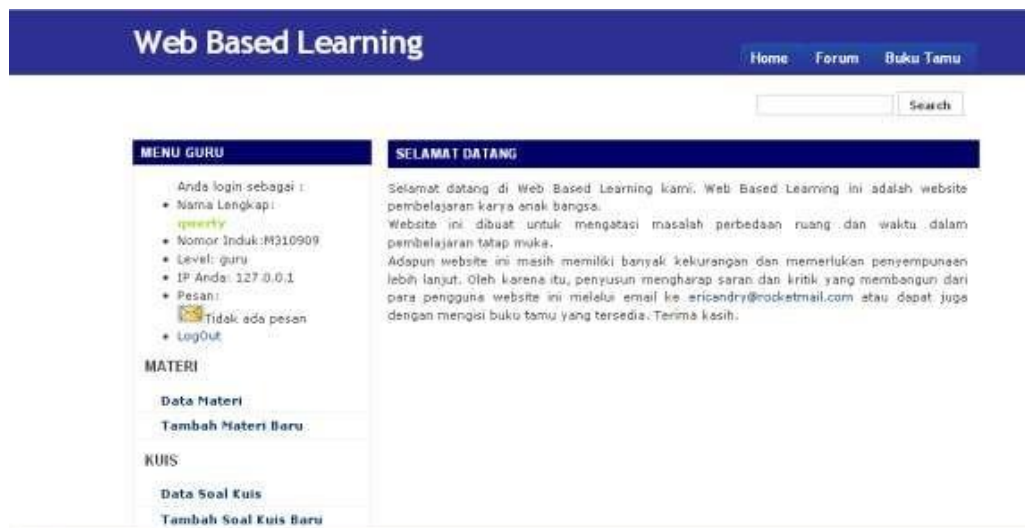 Web Based Learning
Home Forum Buku Tamu
Search
MENU GURU
Anda login sebagai :
Nama Lengkap:
qwerty
Nomor Induk:M310909
Level: guru
IP Anda: 127.0.0.1
Pesan:
Tidak ada pesan
LogOut
MATERI
Data Materi
Tambah Materi Baru
KUIS
Data Soal Kuis
Tambah Soal Kuis Baru
SELAMAT DATANG
Selamat datang di Web Based Learning kami. Web Based Learning ini adalah website
pembelajaran karya anak bangsa.
Website ini dibuat untuk mengatasi masalah perbedaan ruang dan waktu dalam
pembelajaran tatap muka.
Adapun website ini masih memiliki banyak kekurangan dan memerlukan penyempunaan
lebih lanjut. Oleh karena itu, penyusun mengharap saran dan kritik yang membangun dari
para pengguna website ini melalui email ke ericandry@rocketmail.com atau dapat juga
dengan mengisi buku tamu yang tersedia. Terima kasih.